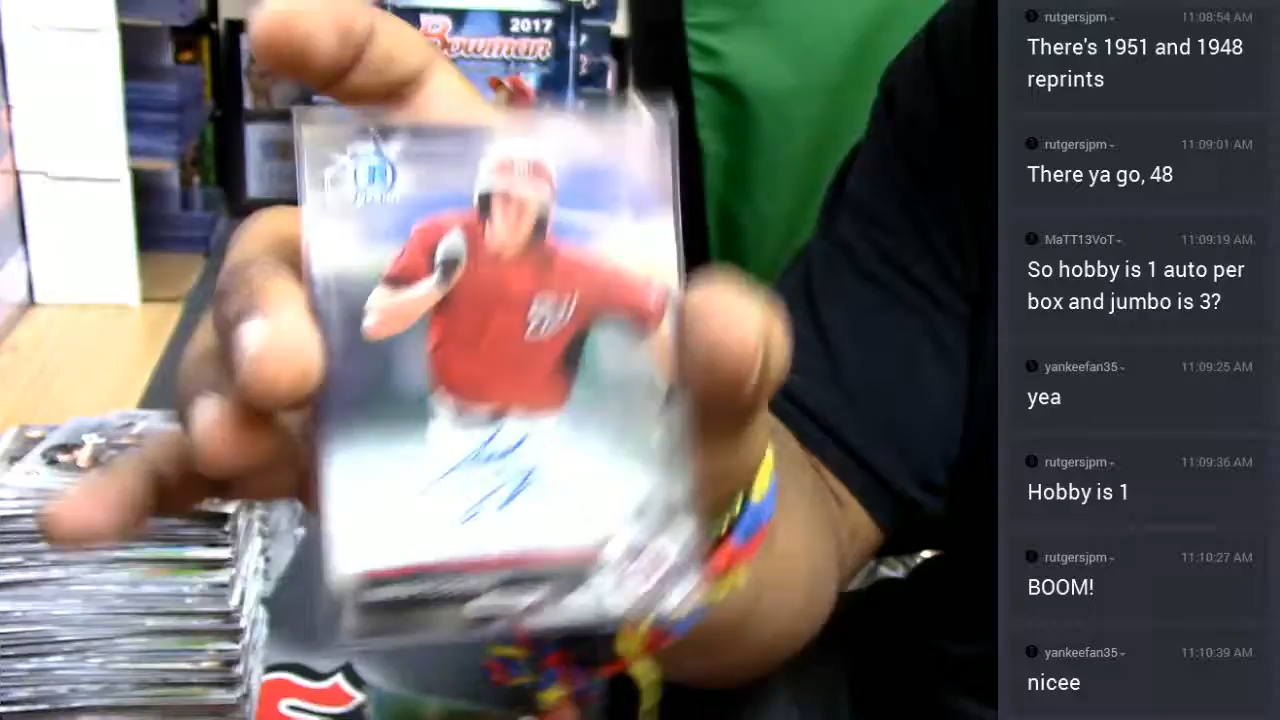 2017
Bowman
rutgersjpm
11:08:54 AM
There's 1951 and 1948
reprints
rutgersjpm
11:09:01 AM
There ya go, 48
MaTT13VoT
11:09:19 AM
So hobby is 1 auto per
box and jumbo is 3?
yankeefan35
11:09:25 AM
yea
rutgersjpm
11:09:36 AM
Hobby is 1
rutgersjpm
11:10:27 AM
BOOM!
yankeefan35
11:10:39 AM
nicee